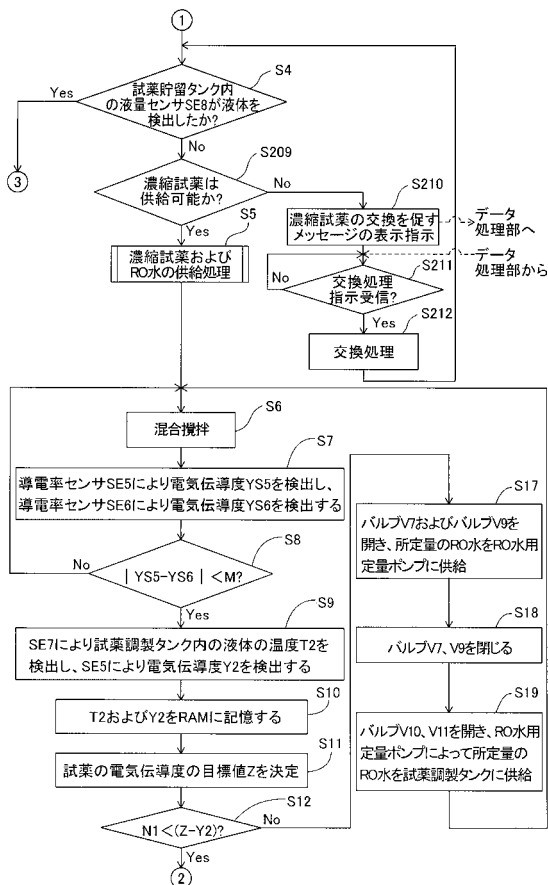 1
S4
試薬貯留タンク内
の液量センサSE8が液体を
検出したか?
Yes
3
No
S209
濃縮試薬は
供給可能か?
No
Yes
S5
濃縮試薬および
RO水の供給処理
S210
濃縮試薬の交換を促す
メッセージの表示指示
データ
処理部へ
データ
処理部から
S211
交換処理
指示受信?
No
Yes
S212
交換処理
S6
混合攪拌
S7
導電率センサSE5により電気伝導度YS5を検出し、
導電率センサSE6により電気伝導度YS6を検出する
S8
|YS5-YS6|<M?
No
Yes
S9
SE7により試薬調製タンク内の液体の温度T2を
検出し、SE5により電気伝導度Y2を検出する
S10
T2およびY2をRAMに記憶する
S11
試薬の電気伝導度の目標値Zを決定
S12
N1<(Z-Y2)?
No
Yes
2
S17
バルブV7およびバルブV9を
開き、所定量のRO水をRO水用
定量ポンプに供給
S18
バルブV7、V9を閉じる
S19
バルブV10、V11を開き、RO水用
定量ポンプによって所定量の
RO水を試薬調製タンクに供給